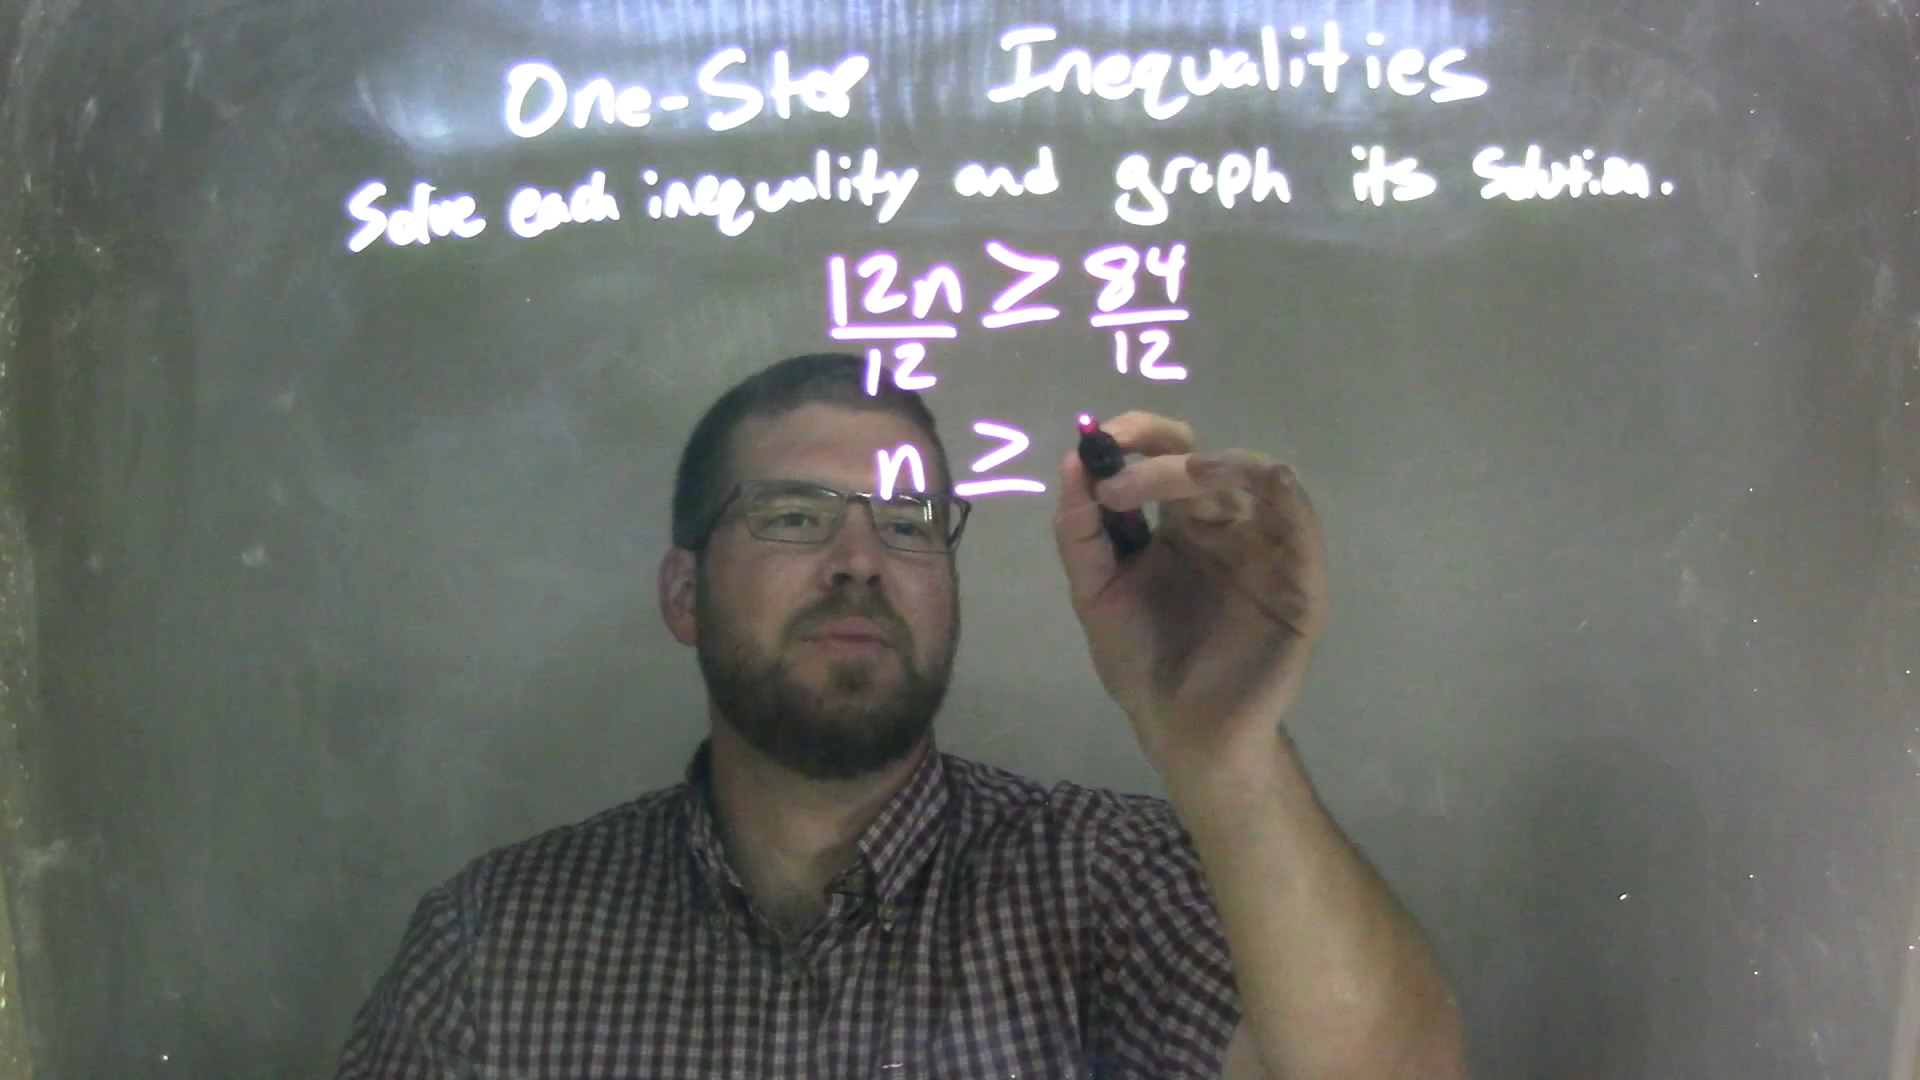 One-Step Inequalities
Solve each inequality and graph its solution.
12n ≥ 84
12 12
n ≥